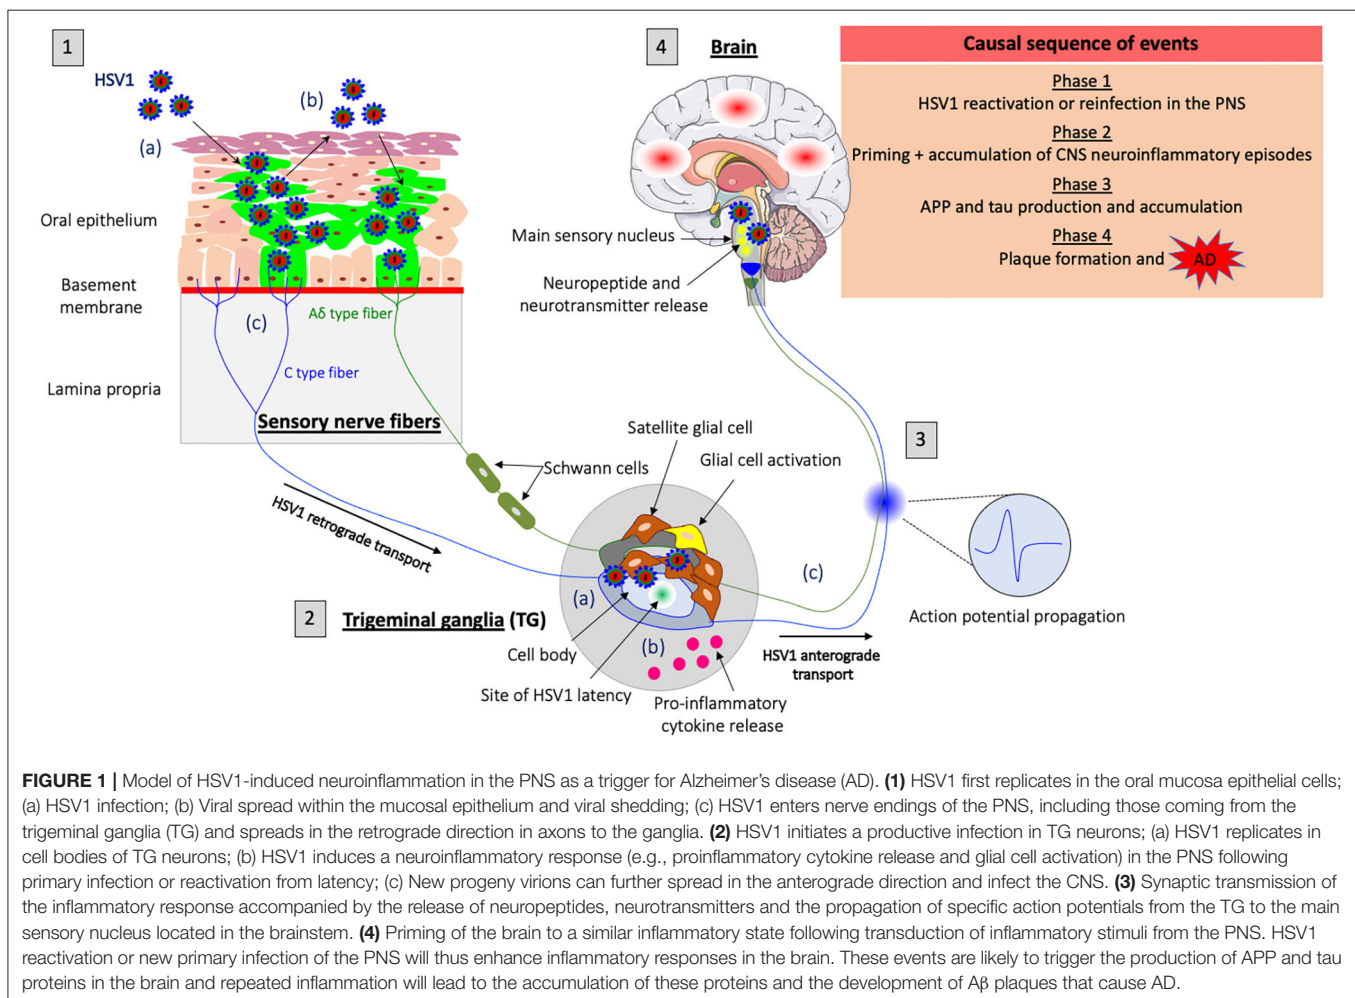 1
HSV1
(b)
(a)
Oral epithelium
Basement
membrane
(c)
Aδ type fiber
C type fiber
Lamina propria
Sensory nerve fibers
4
Brain
Main sensory nucleus
Neuropeptide and
neurotransmitter release
Causal sequence of events
Phase 1
HSV1 reactivation or reinfection in the PNS
Phase 2
Priming + accumulation of CNS neuroinflammatory episodes
Phase 3
APP and tau production and accumulation
Phase 4
Plaque formation and AD
Schwann cells
HSV1 retrograde transport
Satellite glial cell
Glial cell activation
3
(c)
Action potential propagation
2
Trigeminal ganglia (TG)
(a)
(b)
Cell body
Site of HSV1 latency
Pro-inflammatory
cytokine release
HSV1 anterograde
transport
FIGURE 1 | Model of HSV1-induced neuroinflammation in the PNS as a trigger for Alzheimer's disease (AD). (1) HSV1 first replicates in the oral mucosa epithelial cells;
(a) HSV1 infection; (b) Viral spread within the mucosal epithelium and viral shedding; (c) HSV1 enters nerve endings of the PNS, including those coming from the
trigeminal ganglia (TG) and spreads in the retrograde direction in axons to the ganglia. (2) HSV1 initiates a productive infection in TG neurons; (a) HSV1 replicates in
cell bodies of TG neurons; (b) HSV1 induces a neuroinflammatory response (e.g., proinflammatory cytokine release and glial cell activation) in the PNS following
primary infection or reactivation from latency; (c) New progeny virions can further spread in the anterograde direction and infect the CNS. (3) Synaptic transmission of
the inflammatory response accompanied by the release of neuropeptides, neurotransmitters and the propagation of specific action potentials from the TG to the main
sensory nucleus located in the brainstem. (4) Priming of the brain to a similar inflammatory state following transduction of inflammatory stimuli from the PNS. HSV1
reactivation or new primary infection of the PNS will thus enhance inflammatory responses in the brain. These events are likely to trigger the production of APP and tau
proteins in the brain and repeated inflammation will lead to the accumulation of these proteins and the development of Aβ plaques that cause AD.